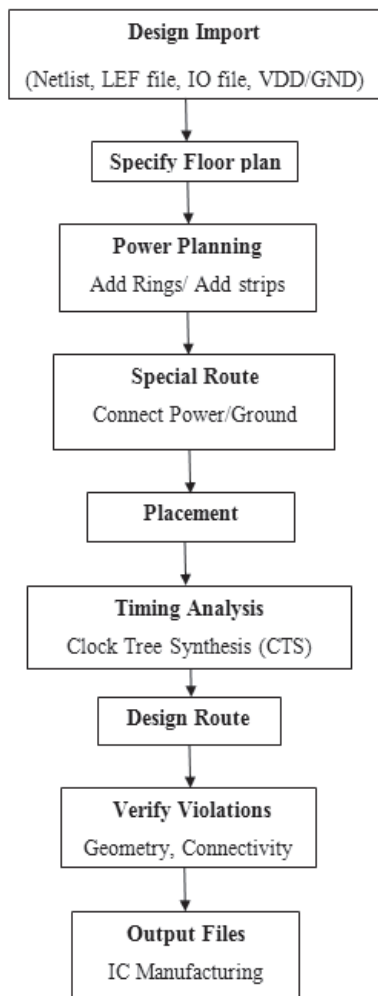 Design Import
(Netlist, LEF file, IO file, VDD/GND)
Specify Floor plan
Power Planning
Add Rings/ Add strips
Special Route
Connect Power/Ground
Placement
Timing Analysis
Clock Tree Synthesis (CTS)
Design Route
Verify Violations
Geometry, Connectivity
Output Files
IC Manufacturing